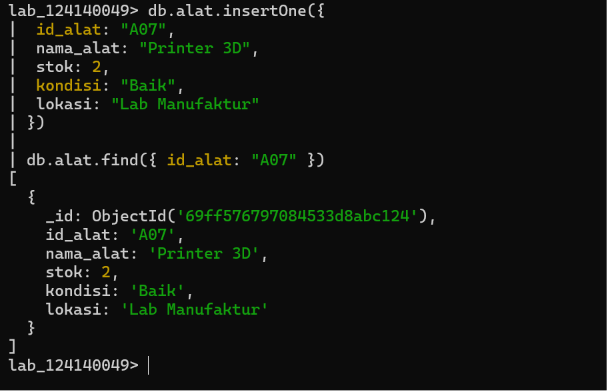 lab_124140049> db.alat.insertOne({
|  id_alat: "A07",
|  nama_alat: "Printer 3D",
|  stok: 2,
|  kondisi: "Baik",
|  lokasi: "Lab Manufaktur"
| })
|
| db.alat.find({ id_alat: "A07" })
[
  {
    _id: ObjectId('69ff576797084533d8abc124'),
    id_alat: 'A07',
    nama_alat: 'Printer 3D',
    stok: 2,
    kondisi: 'Baik',
    lokasi: 'Lab Manufaktur'
  }
]
lab_124140049>